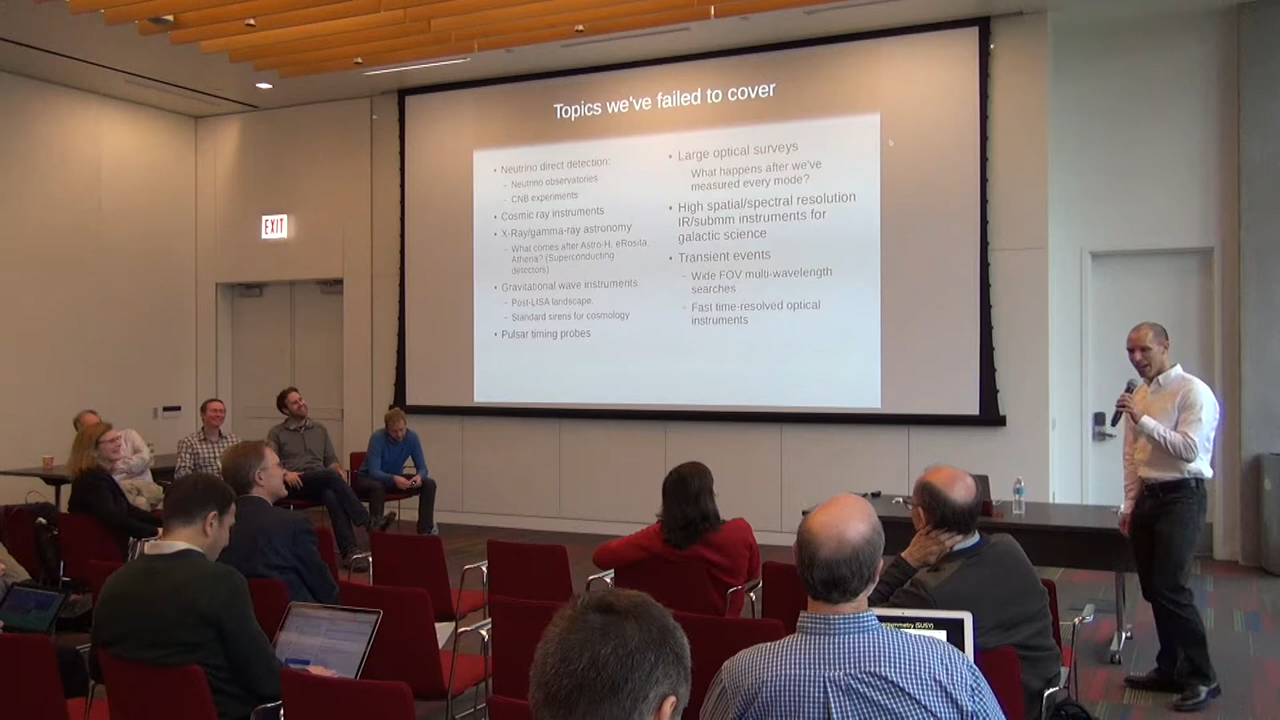 Topics we've failed to cover
• Neutrino direct detection:
- Neutrino observatories
- CNB experiments
• Cosmic ray instruments
• X-Ray/gamma-ray astronomy
- What comes after Astro-H, eRosita,
Athena? (Superconducting
detectors)
• Gravitational wave instruments
- Post-LISA landscape,
- Standard sirens for cosmology
• Pulsar timing probes
• Large optical surveys
What happens after we've
measured every mode?
• High spatial/spectral resolution
IR/submm instruments for
galactic science
• Transient events
- Wide FOV multi-wavelength
searches
- Fast time-resolved optical
instruments
EXIT
(SUSY)